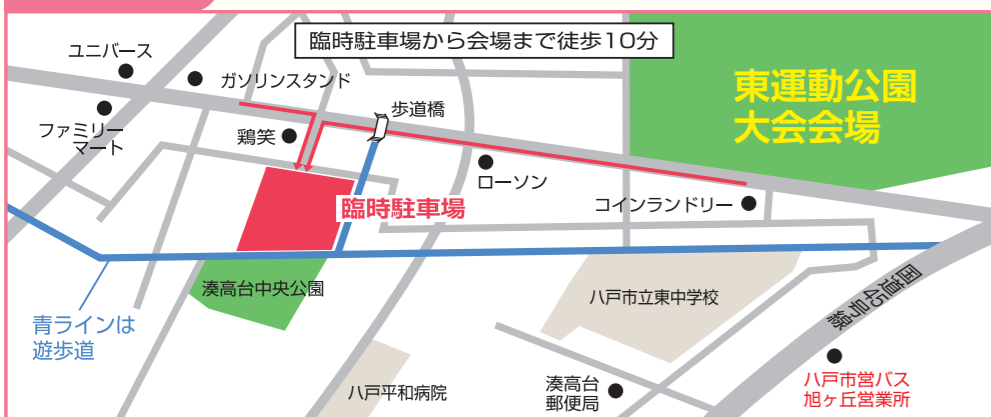 臨時駐車場から会場まで徒歩10分
ユニバース
ガソリンスタンド
東運動公園
大会会場
歩道橋
ファミリー
マート
鶏笑
ローソン
臨時駐車場
コインランドリー
湊高台中央公園
国道45号線
八戸市立東中学校
青ラインは
遊歩道
八戸平和病院
湊高台
郵便局
八戸市営バス
旭ヶ丘営業所